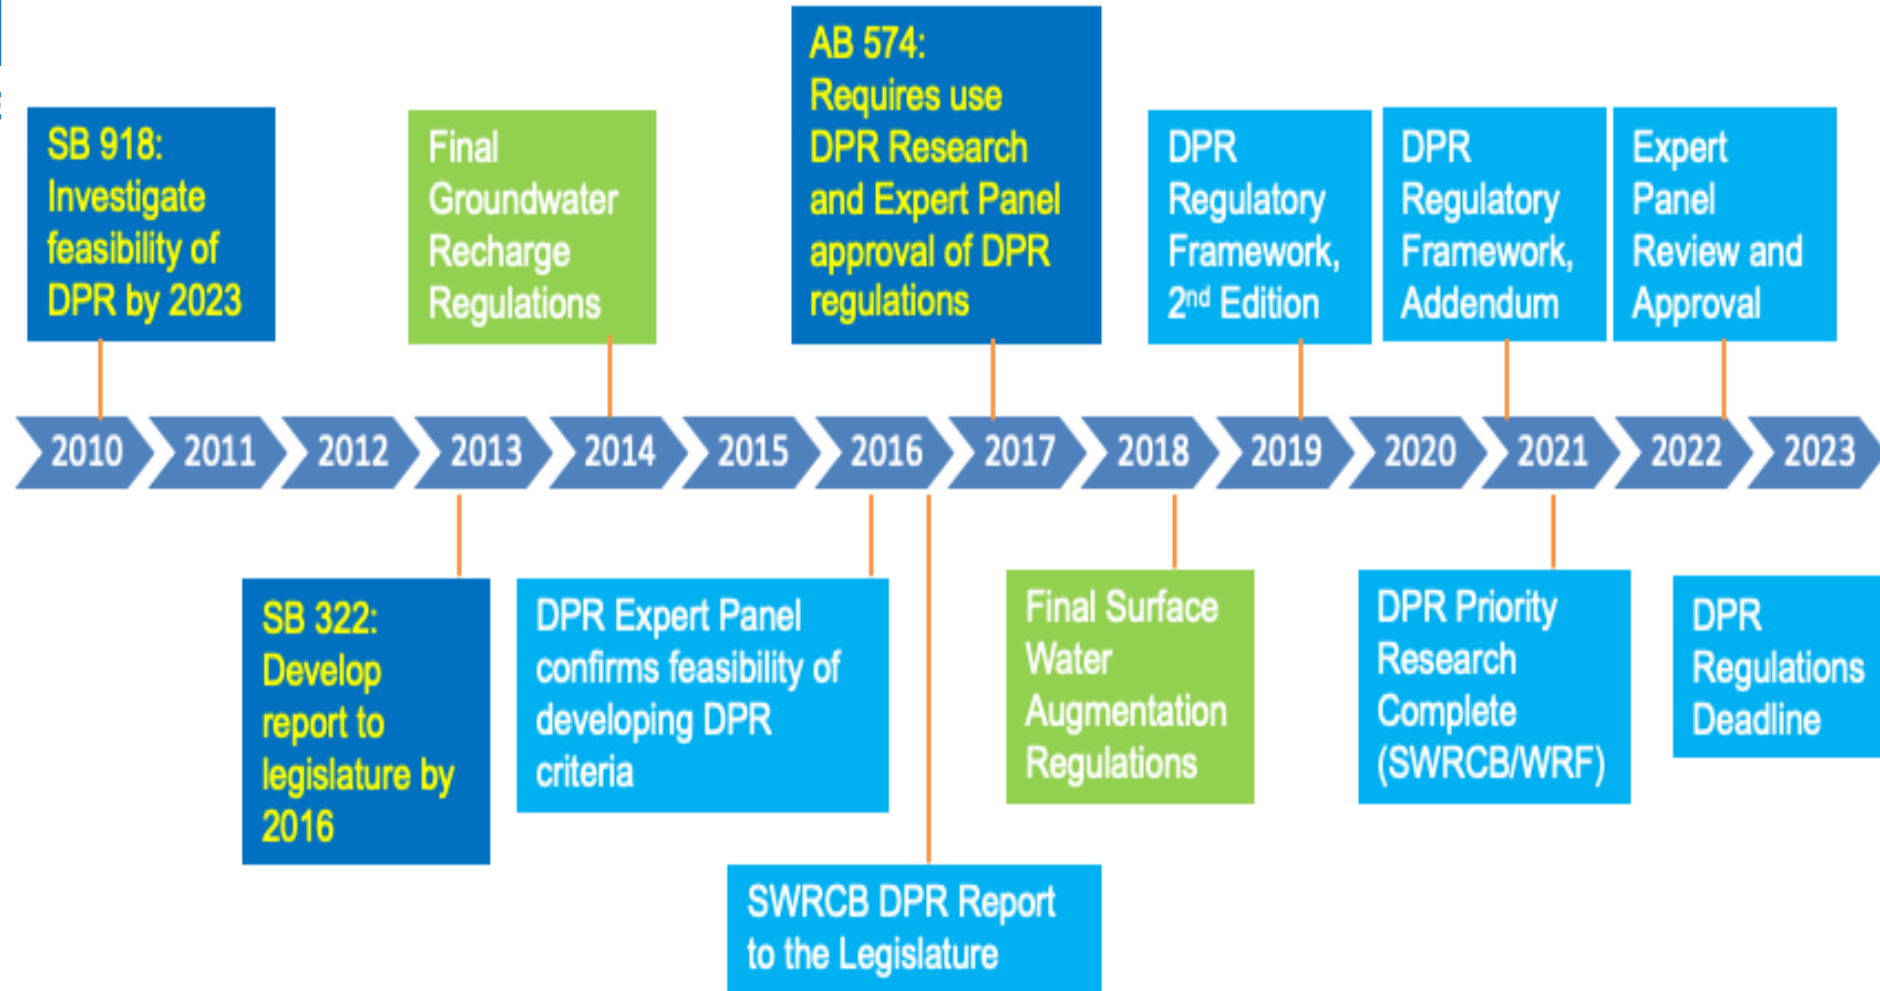 SB 918:
Investigate
feasibility of
DPR by 2023
Final
Groundwater
Recharge
Regulations
AB 574:
Requires use
DPR Research
and Expert Panel
approval of DPR
regulations
DPR
Regulatory
Framework,
2nd Edition
DPR
Regulatory
Framework,
Addendum
Expert
Panel
Review and
Approval
2010 2011 2012 2013 2014 2015 2016 2017 2018 2019 2020 2021 2022 2023
SB 322:
Develop
report to
legislature by
2016
DPR Expert Panel
confirms feasibility of
developing DPR
criteria
SWRCB DPR Report
to the Legislature
Final Surface
Water
Augmentation
Regulations
DPR Priority
Research
Complete
(SWRCB/WRF)
DPR
Regulations
Deadline